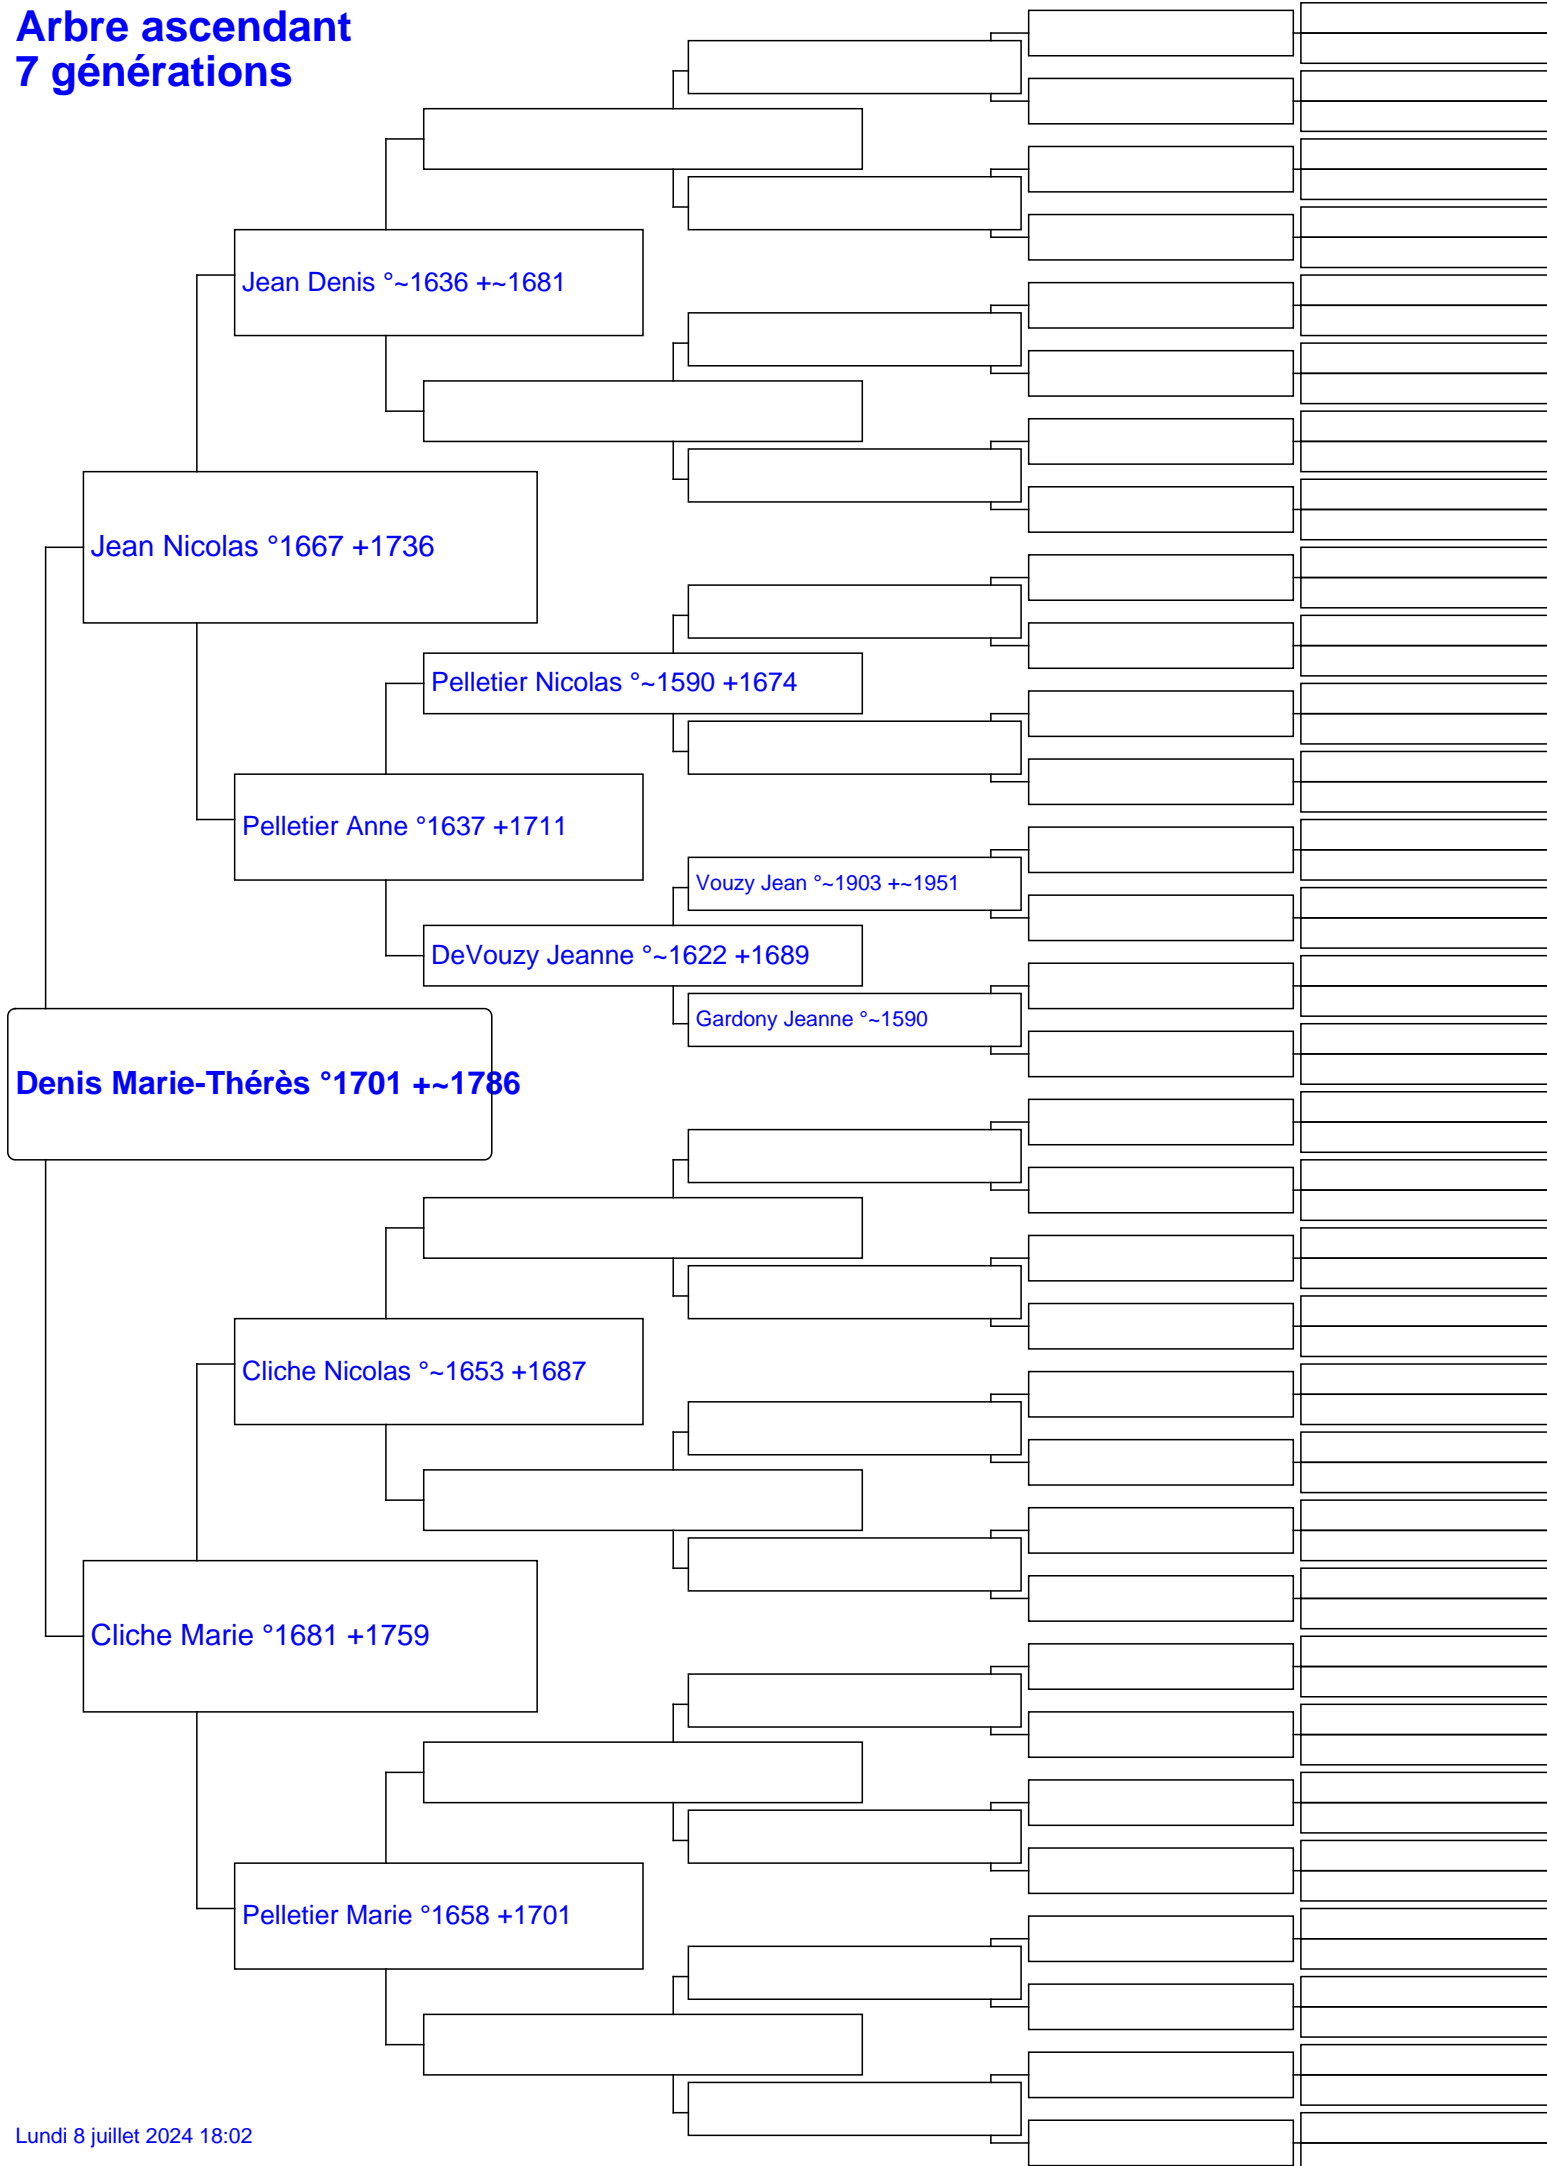 Arbre ascendant
7 générations
Jean Denis °~1636 +~1681
Jean Nicolas °1667 +1736
Pelletier Nicolas °~1590 +1674
Pelletier Anne °1637 +1711
Vouzy Jean °~1903 +~1951
DeVouzy Jeanne °~1622 +1689
Gardony Jeanne °~1590
Denis Marie-Thérès °1701 +~1786
Cliche Nicolas °~1653 +1687
Cliche Marie °1681 +1759
Pelletier Marie °1658 +1701
Lundi 8 juillet 2024 18:02